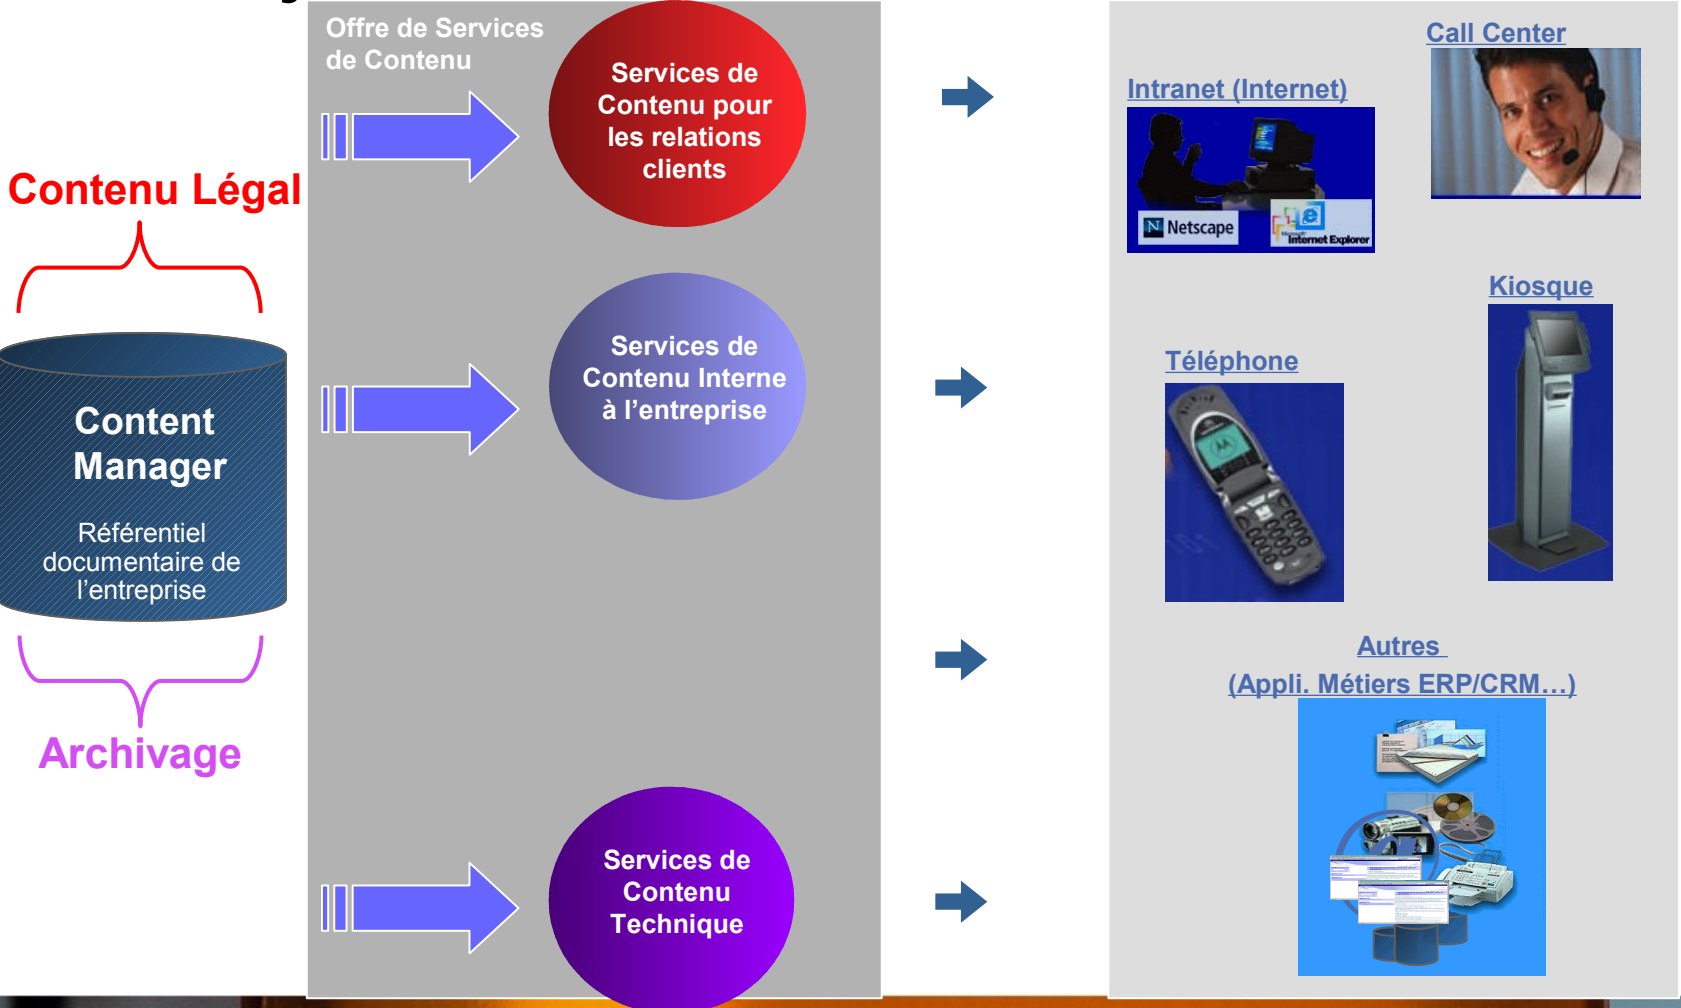 Offre de Services
de Contenu
Services de
Contenu pour
les relations
clients
Contenu Légal
Content
Manager
Référentiel
documentaire de
l’entreprise
Archivage
Services de
Contenu Interne
à l’entreprise
Services de
Contenu
Technique
Call Center
Intranet (Internet)
Netscape
Microsoft
Internet Explorer
Kiosque
Téléphone
Autres
(Appli. Métiers ERP/CRM…)